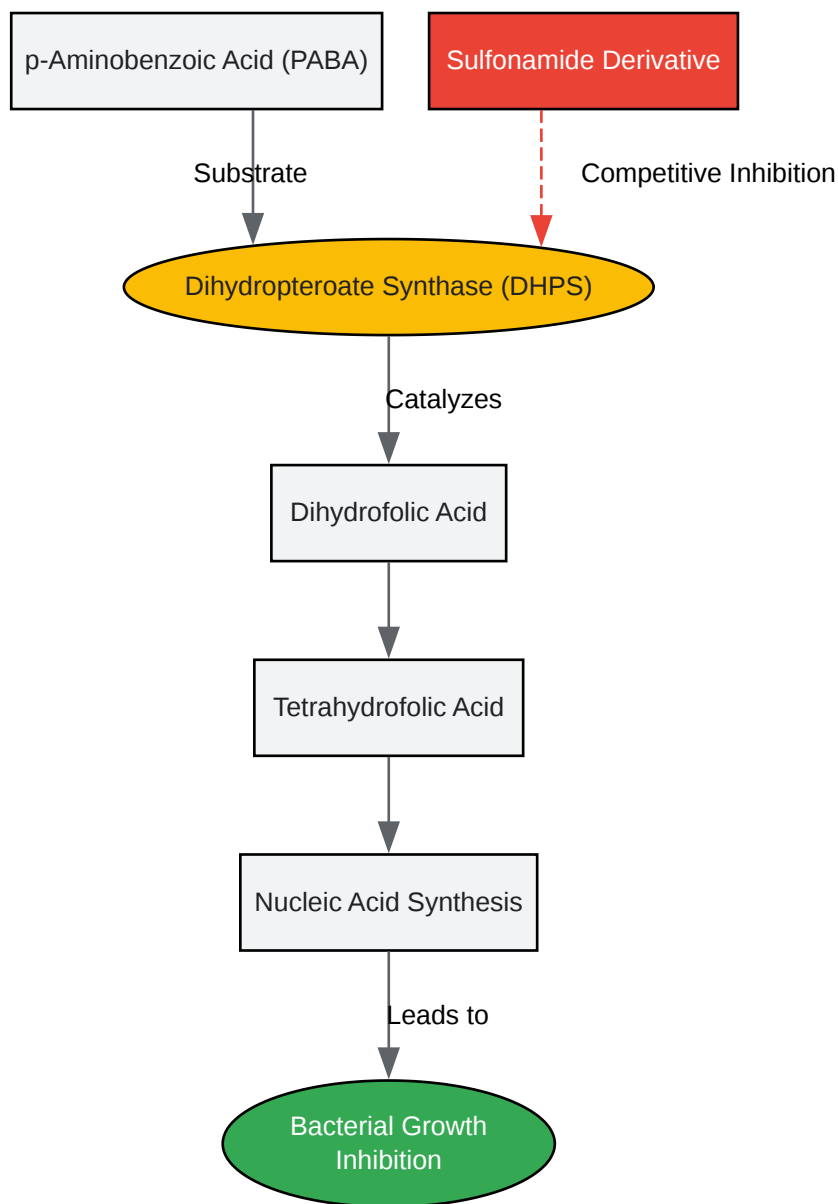 p-Aminobenzoic Acid (PABA)
Sulfonamide Derivative
Substrate
Competitive Inhibition
Dihydropteroate Synthase (DHPS)
Catalyzes
Dihydrofolic Acid
Tetrahydrofolic Acid
Nucleic Acid Synthesis
Leads to
Bacterial Growth
Inhibition